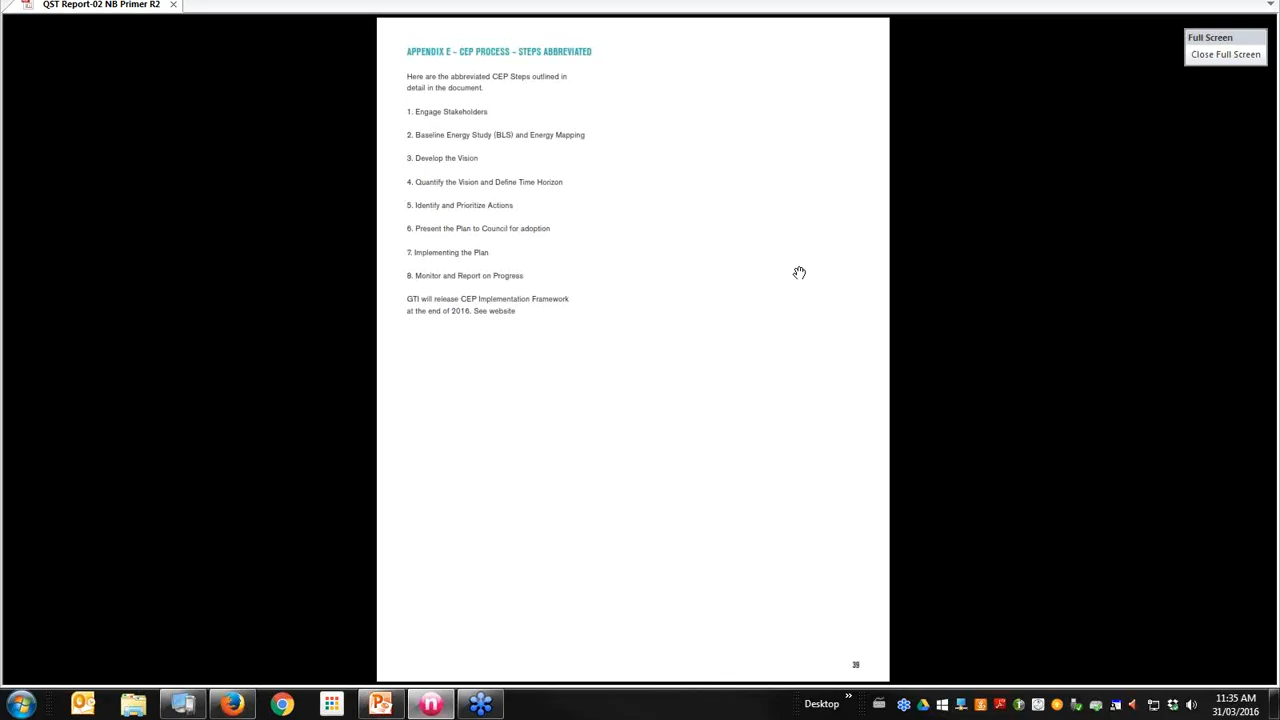 QST Report-02 NB Primer R2
Full Screen
Close Full Screen
APPENDIX E – CEP PROCESS – STEPS ABBREVIATED
Here are the abbreviated CEP Steps outlined in
detail in the document.
1. Engage Stakeholders
2. Baseline Energy Study (BLS) and Energy Mapping
3. Develop the Vision
4. Quantify the Vision and Define Time Horizon
5. Identify and Prioritize Actions
6. Present the Plan to Council for adoption
7. Implementing the Plan
8. Monitor and Report on Progress
GTI will release CEP Implementation Framework
at the end of 2016. See website
39
Desktop
11:35 AM
31/03/2016